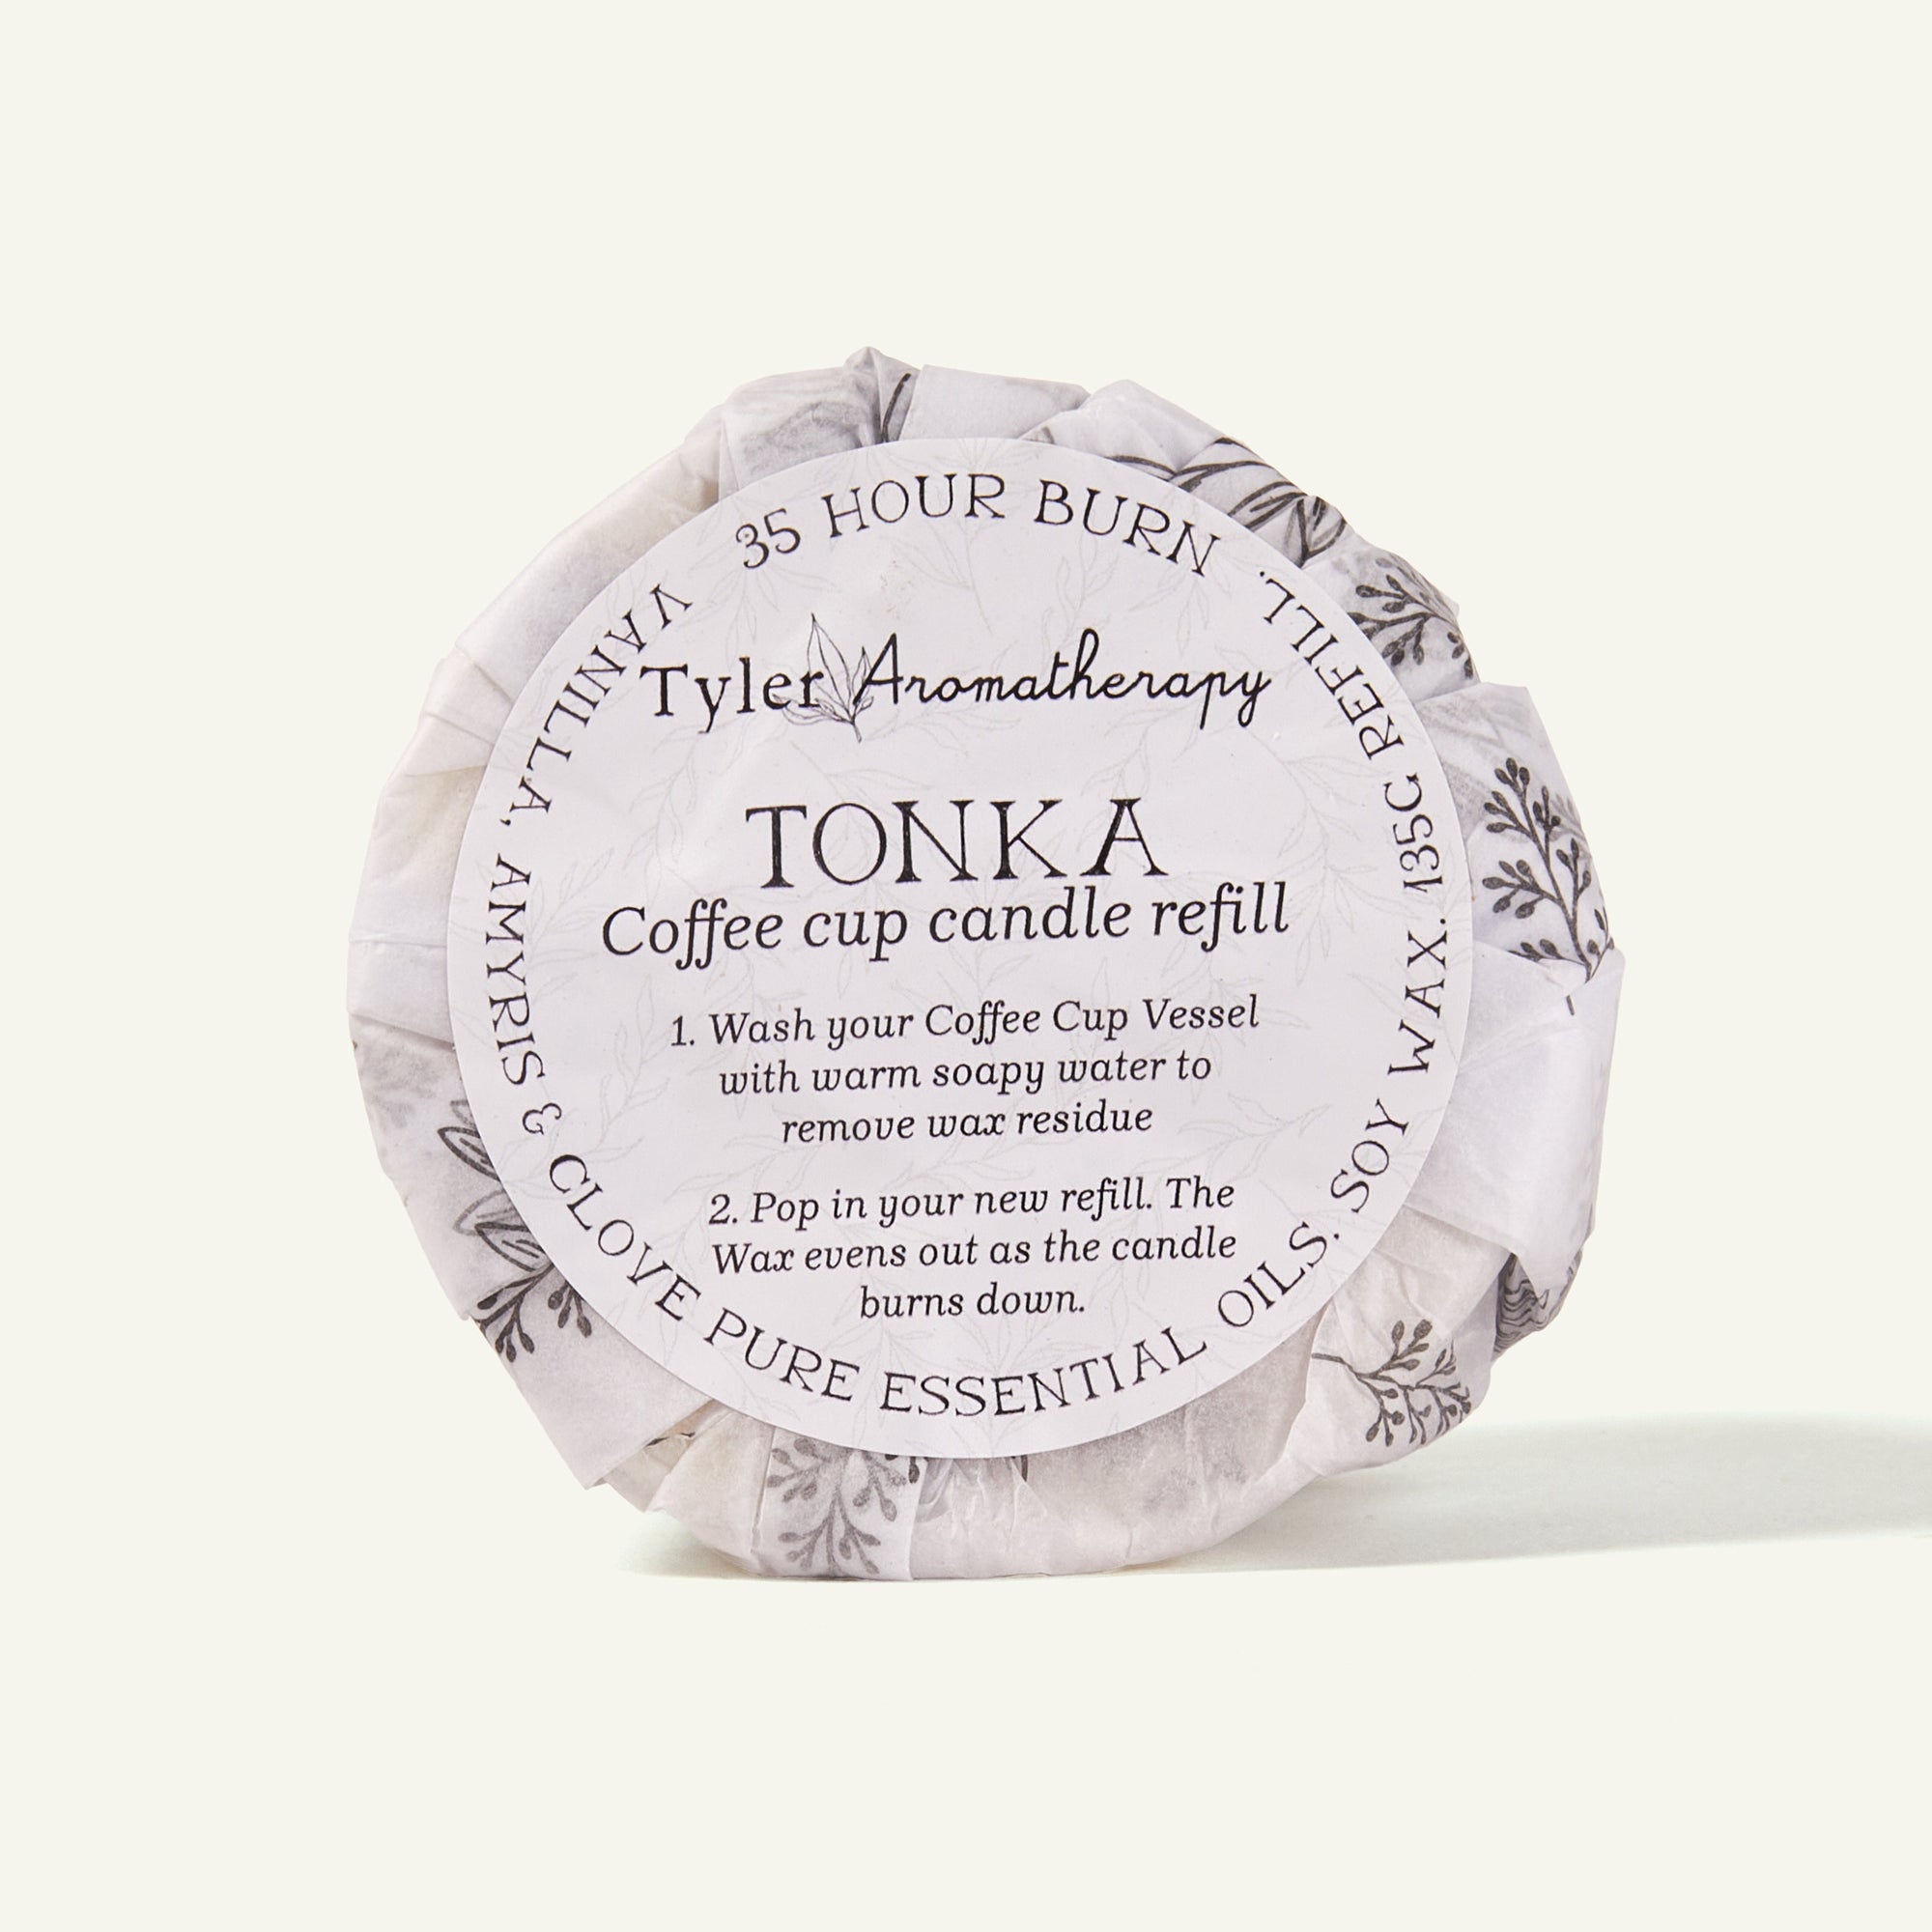 35 HOUR BURN
VANILLA, AMYRIS & CLOVE PURE ESSENTIAL OILS. SOY WAX. 135C. REFILL.
Tyler Aromatherapy
TONKA
Coffee cup candle refill
1. Wash your Coffee Cup Vessel
with warm soapy water to
remove wax residue
2. Pop in your new refill. The
Wax evens out as the candle
burns down.